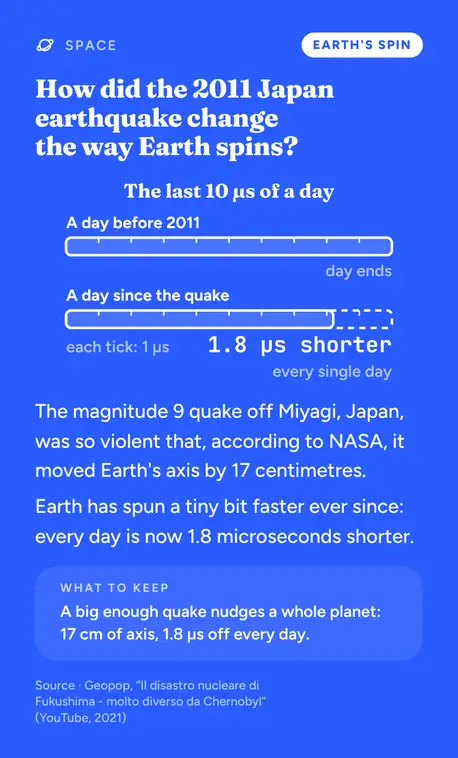 SPACE
EARTH'S SPIN
How did the 2011 Japan
earthquake change
the way Earth spins?
The last 10 µs of a day
A day before 2011
day ends
A day since the quake
each tick: 1 µs
1.8 µs shorter
every single day
The magnitude 9 quake off Miyagi, Japan,
was so violent that, according to NASA, it
moved Earth's axis by 17 centimetres.
Earth has spun a tiny bit faster ever since:
every day is now 1.8 microseconds shorter.
WHAT TO KEEP
A big enough quake nudges a whole planet:
17 cm of axis, 1.8 µs off every day.
Source · Geopop, “Il disastro nucleare di
Fukushima - molto diverso da Chernobyl”
(YouTube, 2021)